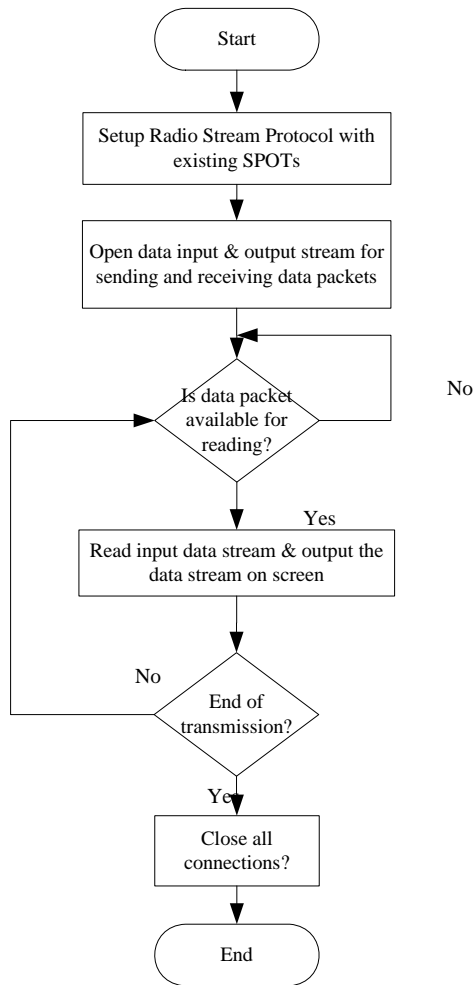 Start
Setup Radio Stream Protocol with
existing SPOTs
Open data input & output stream for
sending and receiving data packets
Is data packet
available for
reading?
No
Yes
Read input data stream & output the
data stream on screen
No
End of
transmission?
Yes
Close all
connections?
End